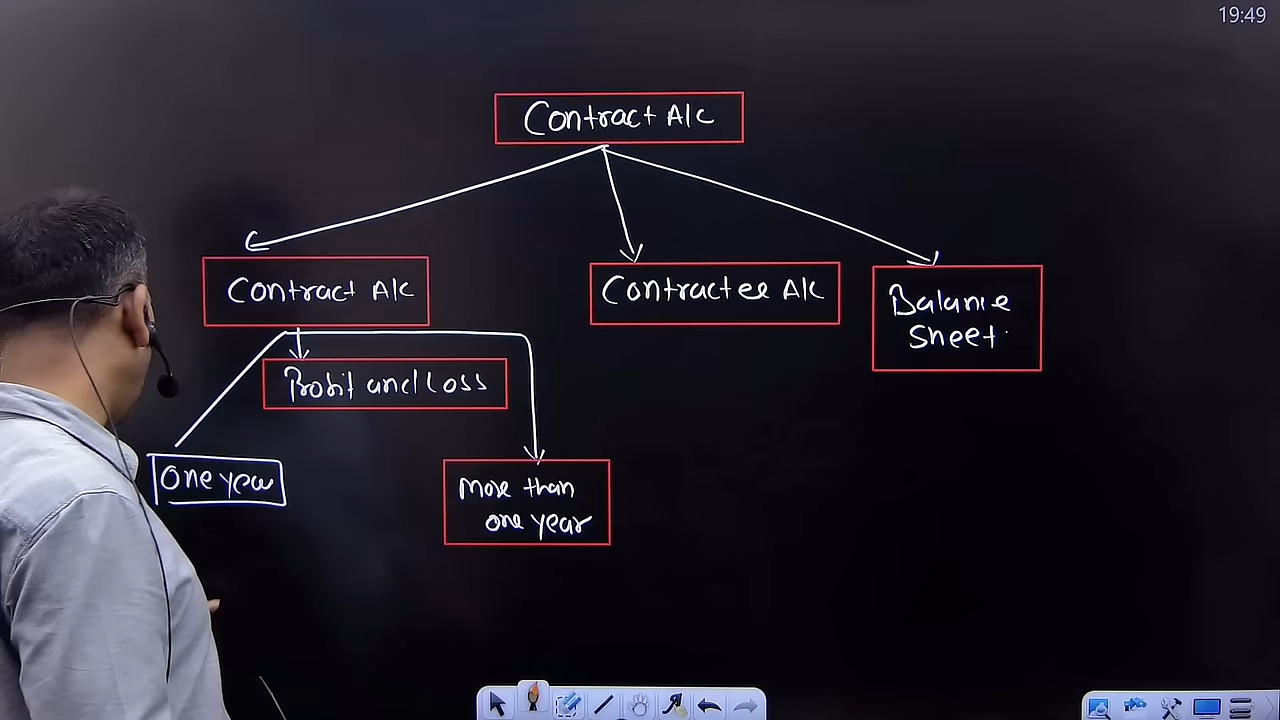 19:49
Contract A/c
Contract A/c
Contractee A/c
Balance
Sheet
Profit and Loss
One year
More than
one year